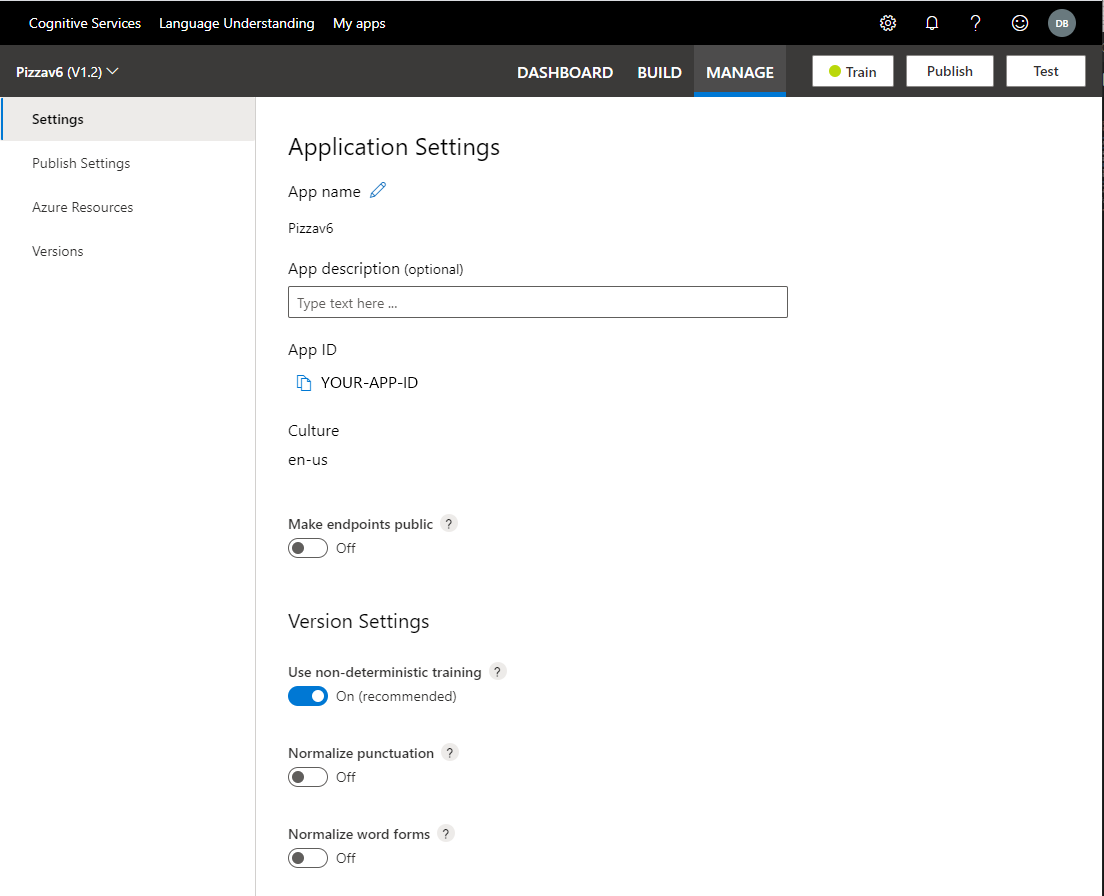 Cognitive Services Language Understanding My apps ? DB
Pizzav6 (V1.2) DASHBOARD BUILD MANAGE Train Publish Test
Settings
Publish Settings
Azure Resources
Versions
Application Settings
App name
Pizzav6
App description (optional)
Type text here ...
App ID
YOUR-APP-ID
Culture
en-us
Make endpoints public ?
Off
Version Settings
Use non-deterministic training ?
On (recommended)
Normalize punctuation ?
Off
Normalize word forms ?
Off